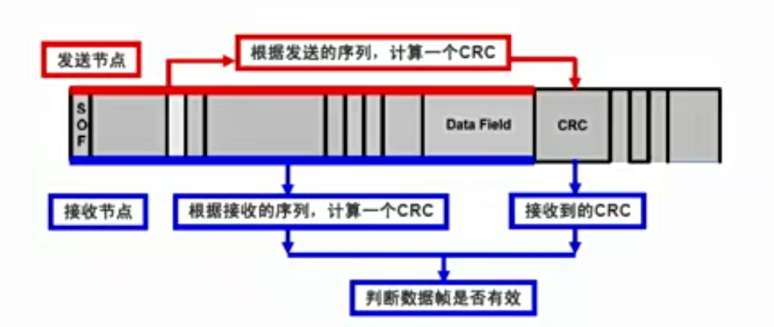 发送节点
根据发送的序列，计算一个CRC
SOF
Data Field
CRC
接收节点
根据接收的序列，计算一个CRC
接收到的CRC
判断数据帧是否有效